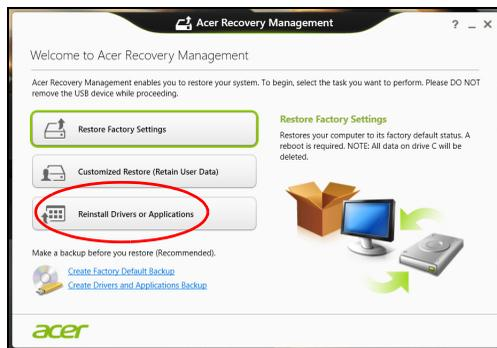 Acer Recovery Management
? _ X
Welcome to Acer Recovery Management
Acer Recovery Management enables you to restore your system. To begin, select the task you want to perform. Please DO NOT
remove the USB device while proceeding.
Restore Factory Settings
Customized Restore (Retain User Data)
Reinstall Drivers or Applications
Restore Factory Settings
Restores your computer to its factory default status. A
reboot is required. NOTE: All data on drive C will be
deleted.
Make a backup before you restore (Recommended).
Create Factory Default Backup
Create Drivers and Applications Backup
acer